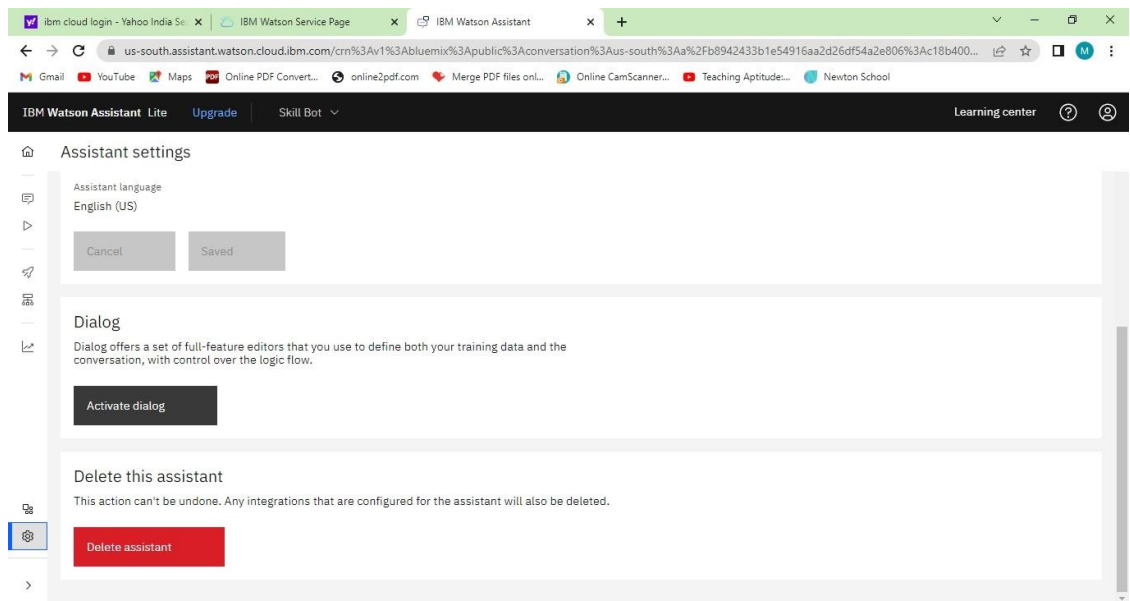 ibm cloud login - Yahoo India Se
IBM Watson Service Page
IBM Watson Assistant
us-south.assistant.watson.cloud.ibm.com/crn%3Av1%3Abluemix%3Apublic%3Aconversation%3Aus-south%3Aa%2Fb8942433b1e54916aa2d26df54a2e806%3Ac18b400...
M
Gmail
YouTube
Maps
PDF Online PDF Convert...
online2pdf.com
Merge PDF files onl...
Online CamScanner...
Teaching Aptitude:...
Newton School
IBM Watson Assistant Lite
Upgrade
Skill Bot
Learning center
Assistant settings
Assistant language
English (US)
Cancel
Saved
Dialog
Dialog offers a set of full-feature editors that you use to define both your training data and the
conversation, with control over the logic flow.
Activate dialog
Delete this assistant
This action can't be undone. Any integrations that are configured for the assistant will also be deleted.
Delete assistant